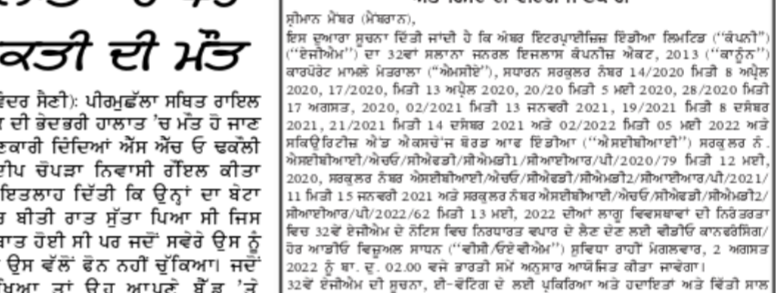 ਕਤੀ ਦੀ ਮੌਤ
ਵਿੰਦਰ ਸੈਣੀ): ਪੀਰਮੁਛੱਲਾ ਸਥਿਤ ਰਾਇਲ
ਦੀ ਭੇਦਭਰੀ ਹਾਲਾਤ 'ਚ ਮੌਤ ਹੋ ਜਾਣ
ਣਕਾਰੀ ਦਿੰਦਿਆਂ ਐੱਸ ਐੱਚ ਓ ਢਕੌਲੀ
ਦੀਪ ਚੋਪੜਾ ਨਿਵਾਸੀ ਰੌਇਲ ਕੀਤਾ
ਇਤਲਾਹ ਦਿੱਤੀ ਕਿ ਉਨ੍ਹਾਂ ਦਾ ਬੇਟਾ
ਬੀਤੀ ਰਾਤ ਸੁੱਤਾ ਪਿਆ ਸੀ ਜਿਸ
ਬਾਤ ਹੋਈ ਸੀ ਪਰ ਜਦੋਂ ਸਵੇਰੇ ਉਸ ਨੂੰ
ਉਸ ਵੱਲੋਂ ਫੋਨ ਨਹੀਂ ਚੁੱਕਿਆ। ਜਦੋਂ
ਤਾਂ ਉਹ ਆਪਣੇ ਬੈੱਡ 'ਤੇ
ਸ਼੍ਰੀਮਾਨ ਮੈਂਬਰ (ਮੈਂਬਰਾਨ),
ਇਸ ਦੁਆਰਾ ਸੂਚਨਾ ਦਿੱਤੀ ਜਾਂਦੀ ਹੈ ਕਿ ਅੰਬਰ ਇੰਟਰਪ੍ਰਾਈਜ਼ਿਜ਼ ਇੰਡੀਆ ਲਿਮਟਿਡ ("ਕੰਪਨੀ")
("ਏਜੀਐਮ") ਦਾ 32ਵਾਂ ਸਲਾਨਾ ਜਨਰਲ ਇਜਲਾਸ ਕੰਪਨੀਜ਼ ਐਕਟ, 2013 ("ਕਾਨੂੰਨ")
ਕਾਰਪੋਰੇਟ ਮਾਮਲੇ ਮੰਤਰਾਲਾ ("ਐਮਸੀਏ"), ਸਧਾਰਨ ਸਰਕੂਲਰ ਨੰਬਰ 14/2020 ਮਿਤੀ 8 ਅਪ੍ਰੈਲ
2020, 17/2020, ਮਿਤੀ 13 ਅਪ੍ਰੈਲ 2020, 20/20 ਮਿਤੀ 5 ਮਈ 2020, 28/2020 ਮਿਤੀ
17 ਅਗਸਤ, 2020, 02/2021 ਮਿਤੀ 13 ਜਨਵਰੀ 2021, 19/2021 ਮਿਤੀ 8 ਦਸੰਬਰ
2021, 21/2021 ਮਿਤੀ 14 ਦਸੰਬਰ 2021 ਅਤੇ 02/2022 ਮਿਤੀ 05 ਮਈ 2022 ਅਤੇ
ਸਕਿਉਰਿਟੀਜ਼ ਐਂਡ ਐਕਸਚੇਂਜ ਬੋਰਡ ਆਫ ਇੰਡੀਆ ("ਐਸਈਬੀਆਈ") ਸਰਕੂਲਰ ਨੰ.
ਐਸਈਬੀਆਈ/ਐਚਓ/ਸੀਐਫਡੀ/ਸੀਐਮਡੀ1/ਸੀਆਈਆਰ/ਪੀ/2020/79 ਮਿਤੀ 12 ਮਈ,
2020, ਸਰਕੂਲਰ ਨੰਬਰ ਐਸਈਬੀਆਈ/ਐਚਓ/ਸੀਐਫਡੀ/ਸੀਐਮਡੀ2/ਸੀਆਈਆਰ/ਪੀ/2021/
11 ਮਿਤੀ 15 ਜਨਵਰੀ 2021 ਅਤੇ ਸਰਕੂਲਰ ਨੰਬਰ ਐਸਈਬੀਆਈ/ਐਚਓ/ਸੀਐਫਡੀ/ਸੀਐਮਡੀ2/
ਸੀਆਈਆਰ/ਪੀ/2022/62 ਮਿਤੀ 13 ਮਈ, 2022 ਦੀਆਂ ਲਾਗੂ ਵਿਵਸਥਾਵਾਂ ਦੀ ਨਿਰੰਤਰਤਾ
ਵਿਚ 32ਵੇਂ ਏਜੀਐਮ ਦੇ ਨੋਟਿਸ ਵਿਚ ਨਿਰਧਾਰਤ ਵਪਾਰ ਦੇ ਲੈਣ ਦੇਣ ਲਈ ਵੀਡੀਓ ਕਾਨਫਰੰਸਿੰਗ/
ਹੋਰ ਆਡੀਓ ਵਿਜ਼ੂਅਲ ਸਾਧਨ ("ਵੀਸੀ/ਓਏਵੀਐਮ") ਸੁਵਿਧਾ ਰਾਹੀਂ ਮੰਗਲਵਾਰ, 2 ਅਗਸਤ
2022 ਨੂੰ ਬਾ. ਦੁ. 02.00 ਵਜੇ ਭਾਰਤੀ ਸਮੇਂ ਅਨੁਸਾਰ ਆਯੋਜਿਤ ਕੀਤਾ ਜਾਵੇਗਾ।
32ਵੇਂ ਏਜੀਐਮ ਦੀ ਸੂਚਨਾ, ਈ-ਵੋਟਿੰਗ ਦੇ ਲਈ ਪ੍ਰਕਿਰਿਆ ਅਤੇ ਹਦਾਇਤਾਂ ਅਤੇ ਵਿੱਤੀ ਸਾਲ